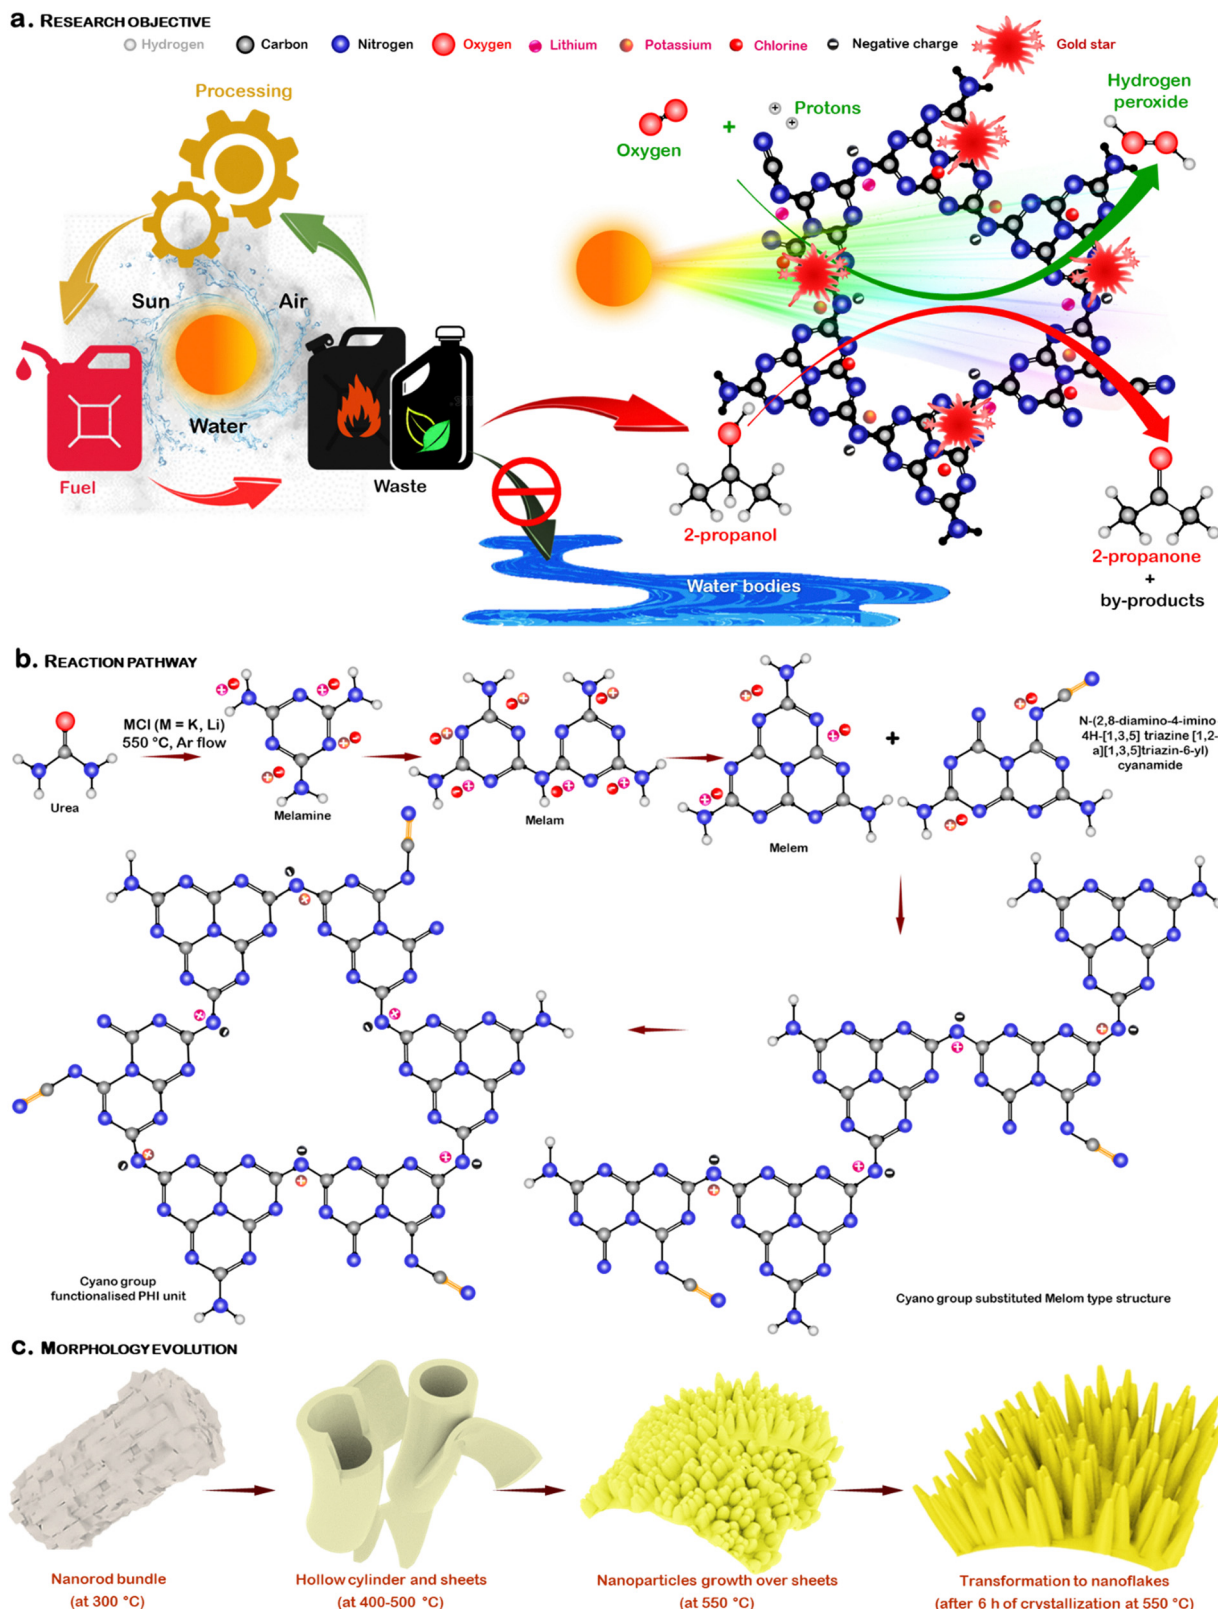 a. RESEARCH OBJECTIVE
Hydrogen Carbon Nitrogen Oxygen Lithium Potassium Chlorine Negative charge Gold star
Processing
Sun
Air
Water
Fuel
Waste
Oxygen
+
Protons
Hydrogen
peroxide
2-propanol
2-propanone
+
by-products
Water bodies
b. REACTION PATHWAY
Urea
MCl (M = K, Li)
550 °C, Ar flow
Melamine
Melam
Melem
+
N-(2,8-diamino-4-imino
4H-[1,3,5] triazine [1,2-
a][1,3,5]triazin-6-yl)
cyanamide
Cyano group
functionalised PHI unit
Cyano group substituted Melom type structure
c. MORPHOLOGY EVOLUTION
Nanorod bundle
(at 300 °C)
Hollow cylinder and sheets
(at 400-500 °C)
Nanoparticles growth over sheets
(at 550 °C)
Transformation to nanoflakes
(after 6 h of crystallization at 550 °C)